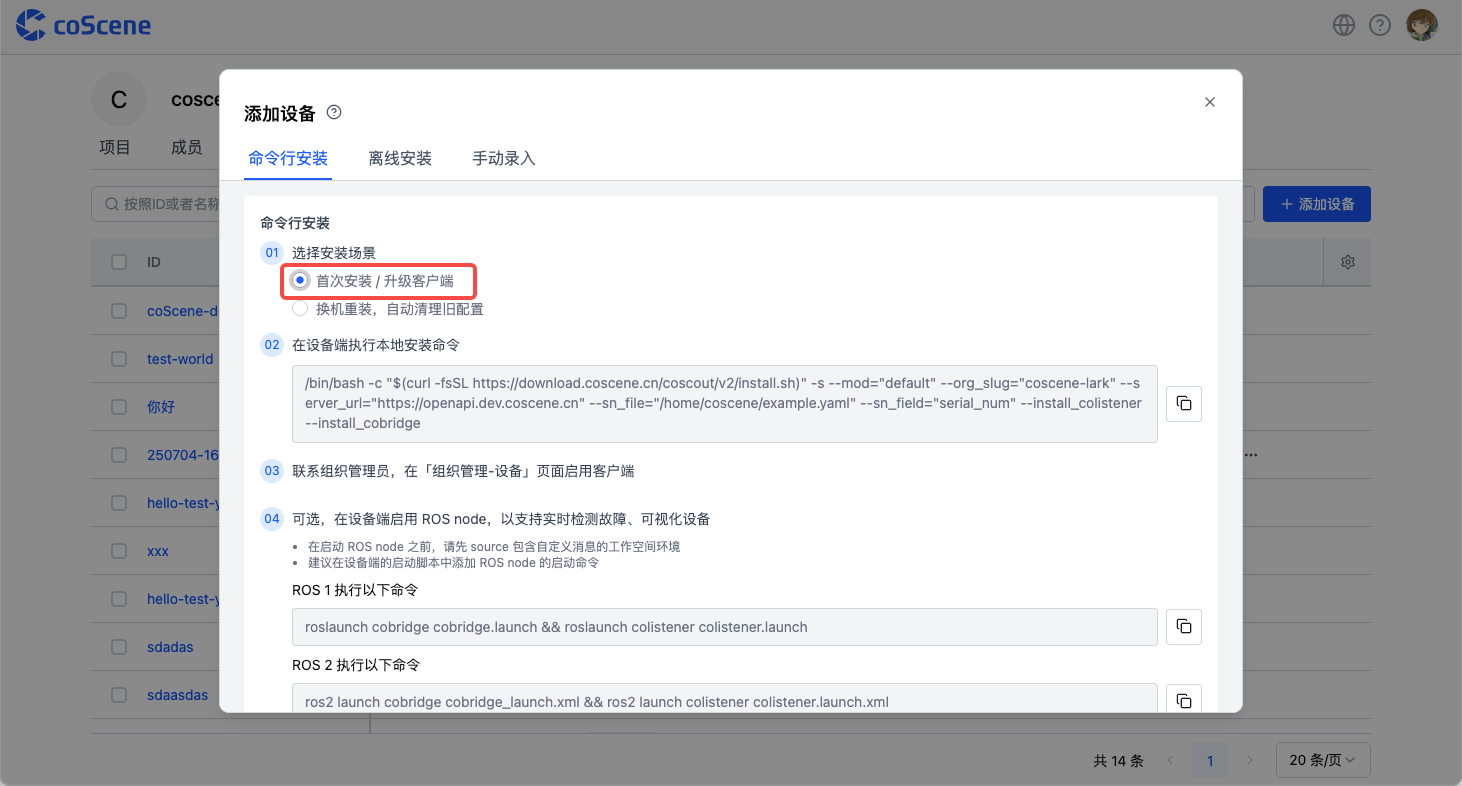 coScene
C
添加设备
项目
成员
命令行安装
离线安装
手动录入
按照ID或者名称
添加设备
命令行安装
ID
01
选择安装场景
首次安装 / 升级客户端
换机重装，自动清理旧配置
coScene-d
test-world
你好
250704-16
hello-test-y
xxx
hello-test-y
sdadas
sdaasdas
02
在设备端执行本地安装命令
/bin/bash -c "$(curl -fsSL https://download.coscene.cn/coscout/v2/install.sh)" -s --mod="default" --org_slug="coscene-lark" --s
erver_url="https://openapi.dev.coscene.cn" --sn_file="/home/coscene/example.yaml" --sn_field="serial_num" --install_colistener
--install_cobridge
03
联系组织管理员，在「组织管理-设备」页面启用客户端
04
可选，在设备端启用 ROS node，以支持实时检测故障、可视化设备
在启动 ROS node 之前，请先 source 包含自定义消息的工作空间环境
建议在设备端的启动脚本中添加 ROS node 的启动命令
ROS 1 执行以下命令
roslaunch cobridge cobridge.launch && roslaunch colistener colistener.launch
ROS 2 执行以下命令
ros2 launch cobridge cobridge_launch.xml && ros2 launch colistener colistener.launch.xml
共 14 条
1
20 条/页